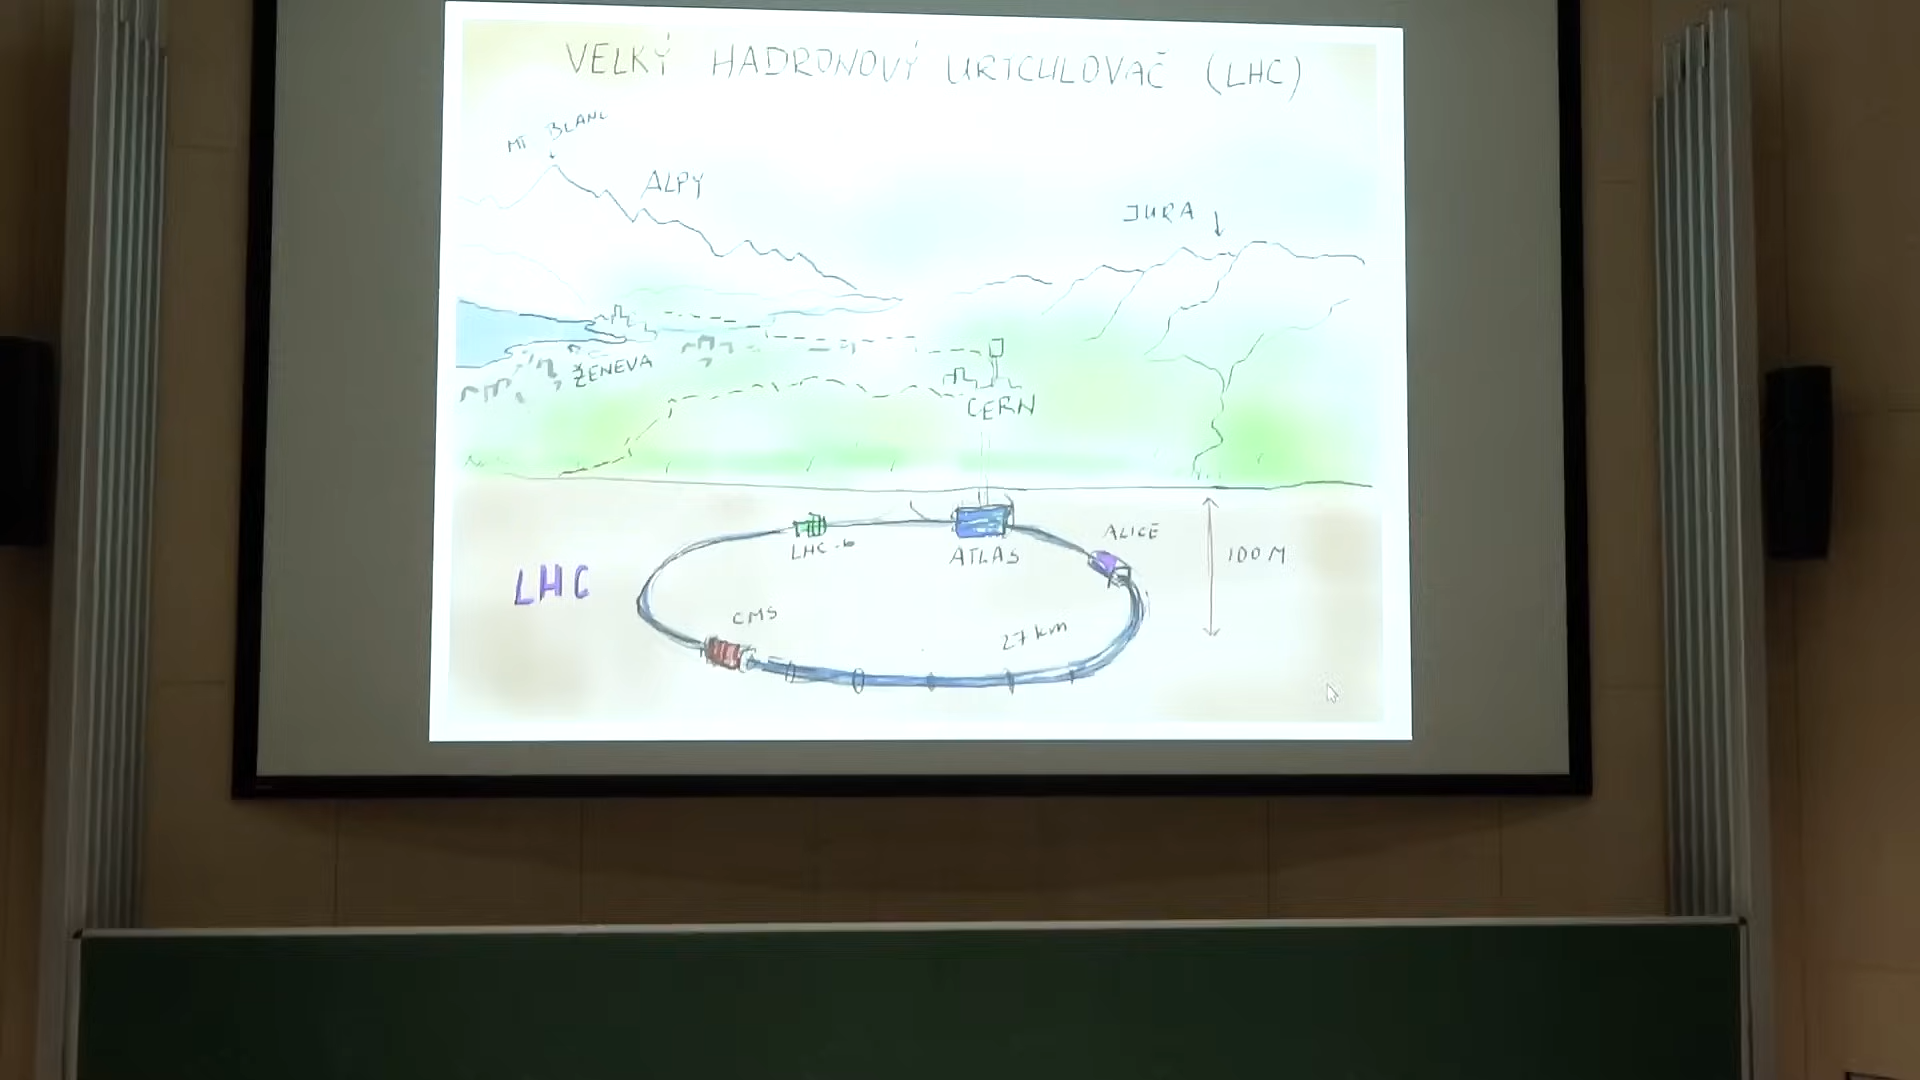 VELKÝ HADRONOVÝ URYCHLOVAČ (LHC)
MT BLANC
ALPY
JURA
ŽENEVA
CERN
LHC-b
ATLAS
ALICE
100 M
LHC
CMS
27 km